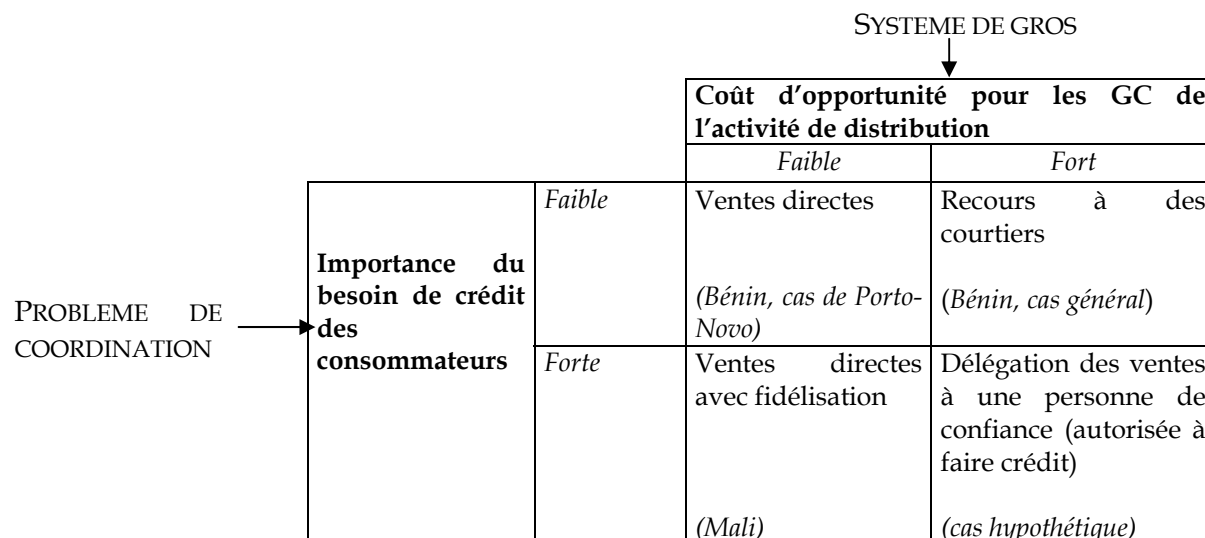 SYSTEME DE GROS
Coût d'opportunité pour les GC de
l'activité de distribution
Faible
Fort
PROBLEME DE
COORDINATION
Importance du
besoin de crédit
des
consommateurs
Faible
Ventes directes
(Bénin, cas de Porto-
Novo)
Recours à des
courtiers
(Bénin, cas général)
Forte
Ventes directes
avec fidélisation
(Mali)
Délégation des ventes
à une personne de
confiance (autorisée à
faire crédit)
(cas hypothétique)